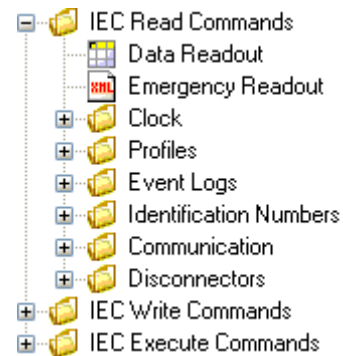 IEC Read Commands
Data Readout
XML Emergency Readout
Clock
Profiles
Event Logs
Identification Numbers
Communication
Disconnectors
IEC Write Commands
IEC Execute Commands